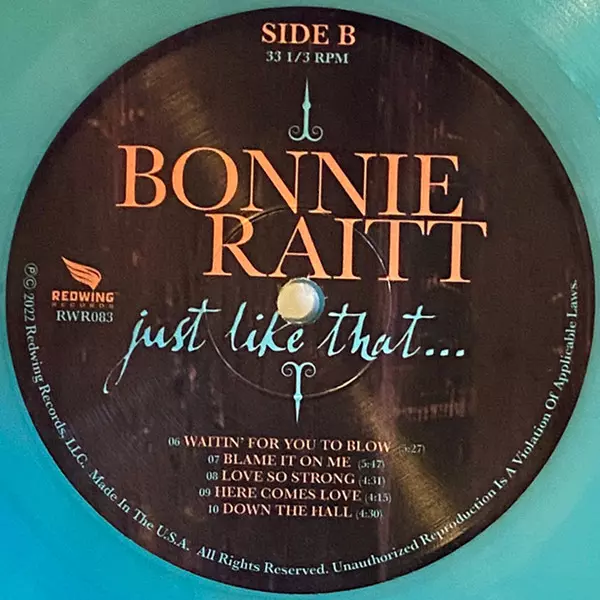 SIDE B
33 1/3 RPM
BONNIE
RAITT
REDWING
RECORDS
RWR083
just like that...
06 WAITIN' FOR YOU TO BLOW (5:27)
07 BLAME IT ON ME (5:47)
08 LOVE SO STRONG (4:31)
09 HERE COMES LOVE (4:15)
10 DOWN THE HALL (4:30)
℗© 2022 Redwing Records, LLC. Made In The U.S.A. All Rights Reserved. Unauthorized Reproduction Is A Violation Of Applicable Laws.